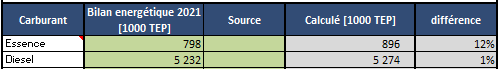 Carburant Bilan energétique 2021 [1000 TEP] Source Calculé [1000 TEP] différence
Essence 798 896 12%
Diesel 5 232 5 274 1%